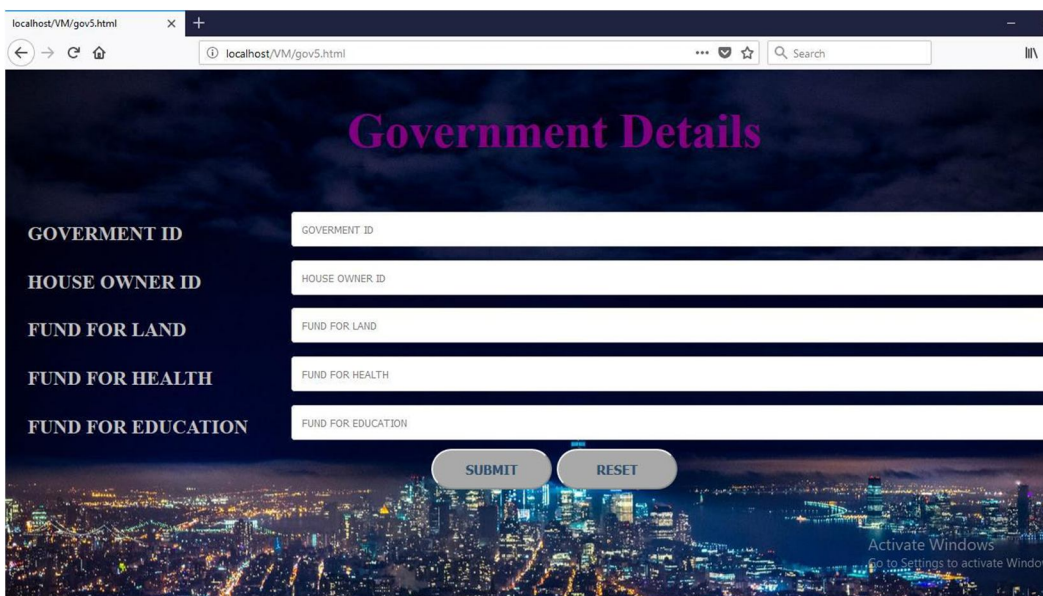 localhost/VM/gov5.html
localhost/VM/gov5.html
Search
Government Details
GOVERMENT ID
GOVERMENT ID
HOUSE OWNER ID
HOUSE OWNER ID
FUND FOR LAND
FUND FOR LAND
FUND FOR HEALTH
FUND FOR HEALTH
FUND FOR EDUCATION
FUND FOR EDUCATION
SUBMIT
RESET
Activate Windows
Go to Settings to activate Window